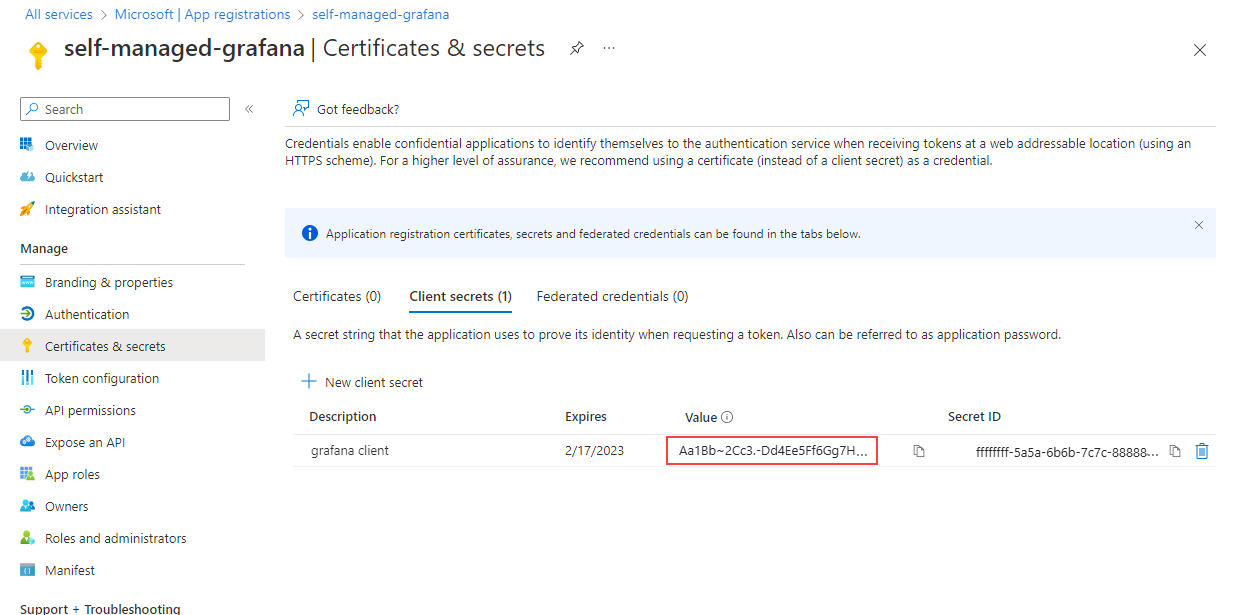 All services > Microsoft | App registrations > self-managed-grafana
self-managed-grafana | Certificates & secrets
Search
Overview
Quickstart
Integration assistant
Manage
Branding & properties
Authentication
Certificates & secrets
Token configuration
API permissions
Expose an API
App roles
Owners
Roles and administrators
Manifest
Support + Troubleshooting
Got feedback?
Credentials enable confidential applications to identify themselves to the authentication service when receiving tokens at a web addressable location (using an
HTTPS scheme). For a higher level of assurance, we recommend using a certificate (instead of a client secret) as a credential.
Application registration certificates, secrets and federated credentials can be found in the tabs below.
Certificates (0) Client secrets (1) Federated credentials (0)
A secret string that the application uses to prove its identity when requesting a token. Also can be referred to as application password.
New client secret
Description Expires Value Secret ID
grafana client 2/17/2023 Aa1Bb~2Cc3.-Dd4Ee5Ff6Gg7H... ffffffff-5a5a-6b6b-7c7c-88888...